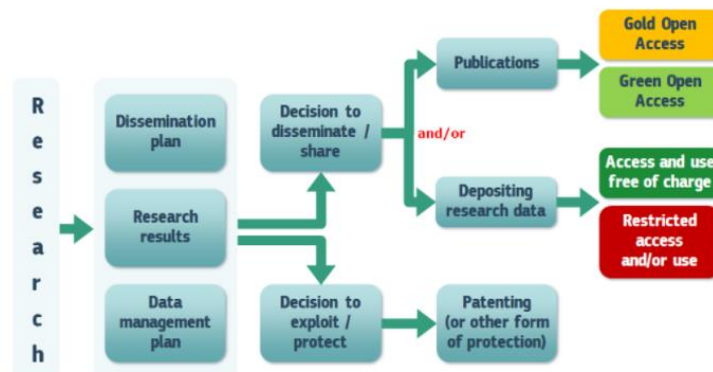 Research
Dissemination
plan
Research
results
Data
management
plan
Decision to
disseminate /
share
Decision to
exploit /
protect
and/or
Publications
Depositing
research data
Patenting
(or other form
of protection)
Gold Open
Access
Green Open
Access
Access and use
free of charge
Restricted
access
and/or use